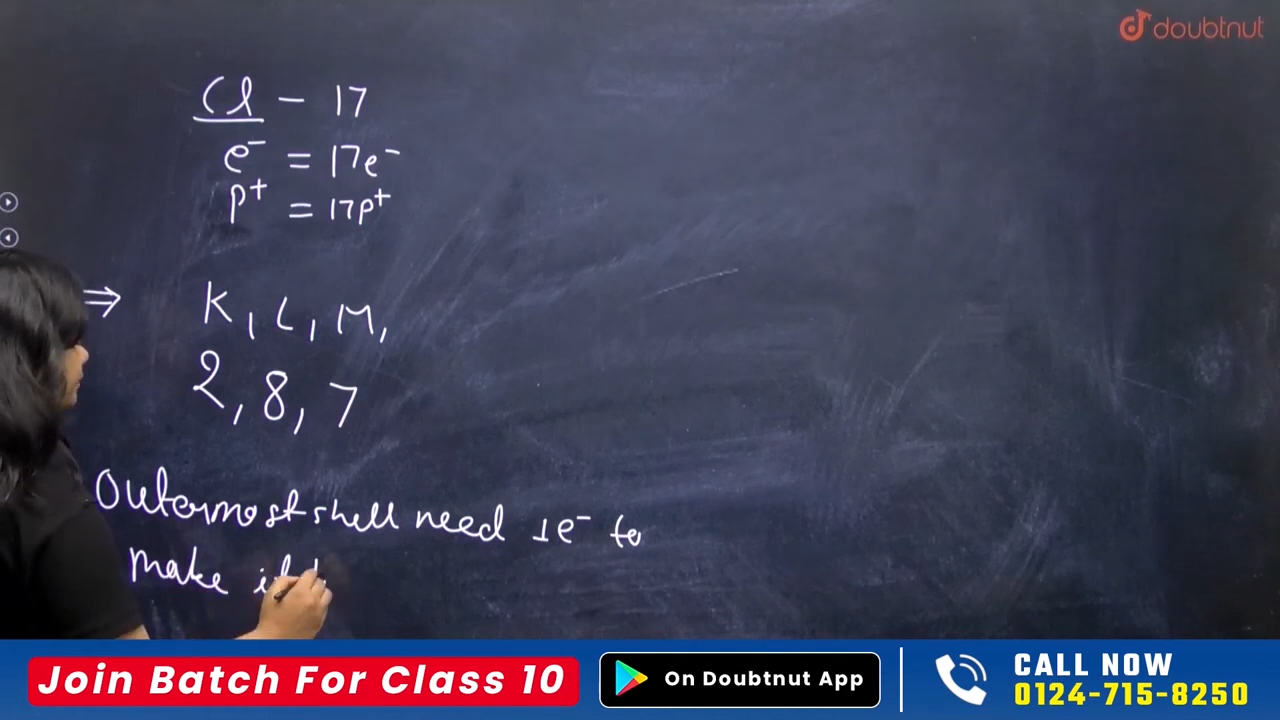 doubtnut
Cl - 17
e⁻ = 17e⁻
p⁺ = 17p⁺
⇒ K, L, M,
2, 8, 7
Outermost shell need 1e⁻ to
make
Join Batch For Class 10
On Doubtnut App
CALL NOW
0124-715-8250